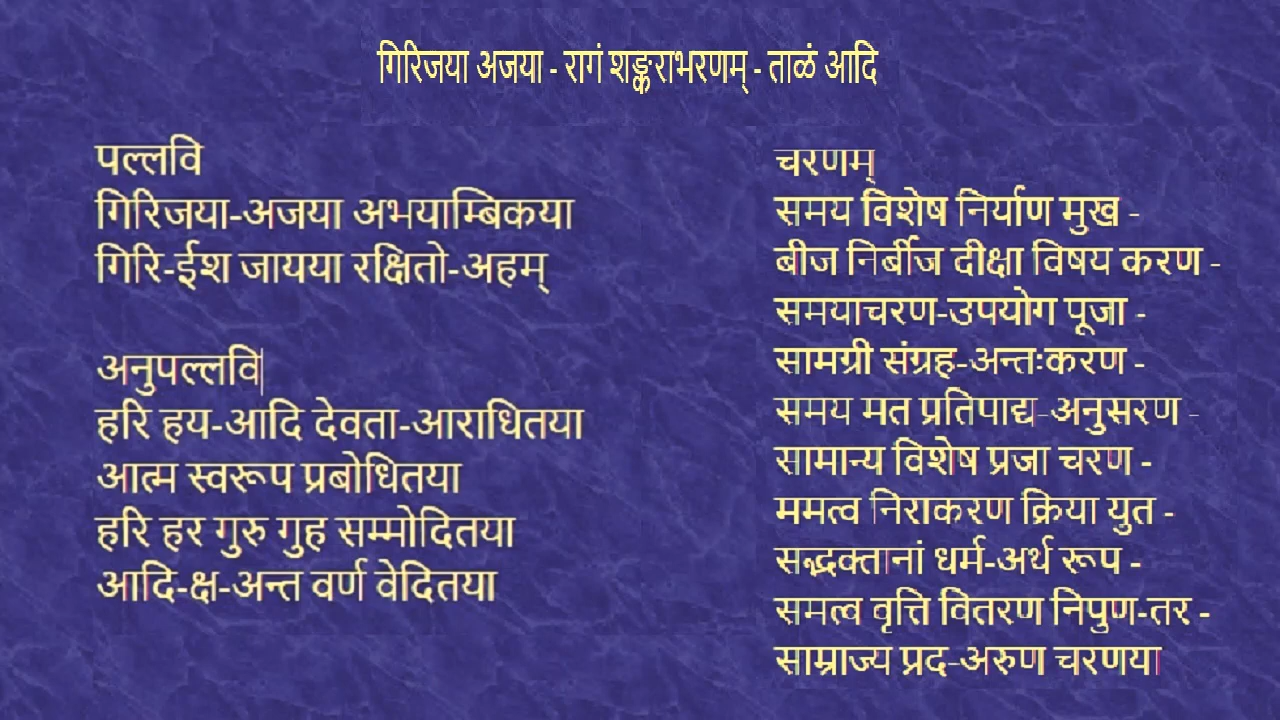 गिरिजया अजया - रागं शङ्कराभरणम् - ताळं आदि
पल्लवि
गिरिजया-अजया अभयाम्बिकया
गिरि-ईश जायया रक्षितो-अहम्
अनुपल्लवि
हरि हय-आदि देवता-आराधितया
आत्म स्वरूप प्रबोधितया
हरि हर गुरु गुह सम्मोदितया
आदि-क्ष-अन्त वर्ण वेदितया
चरणम्
समय विशेष निर्याण मुख -
बीज निर्बीज दीक्षा विषय करण -
समयाचरण-उपयोग पूजा -
सामग्री संग्रह-अन्तःकरण -
समय मत प्रतिपाद्य-अनुसरण -
सामान्य विशेष प्रजा चरण -
ममत्व निराकरण क्रिया युत -
सद्भक्तानां धर्म-अर्थ रूप -
समत्व वृत्ति वितरण निपुण-तर -
साम्राज्य प्रद-अरुण चरणया